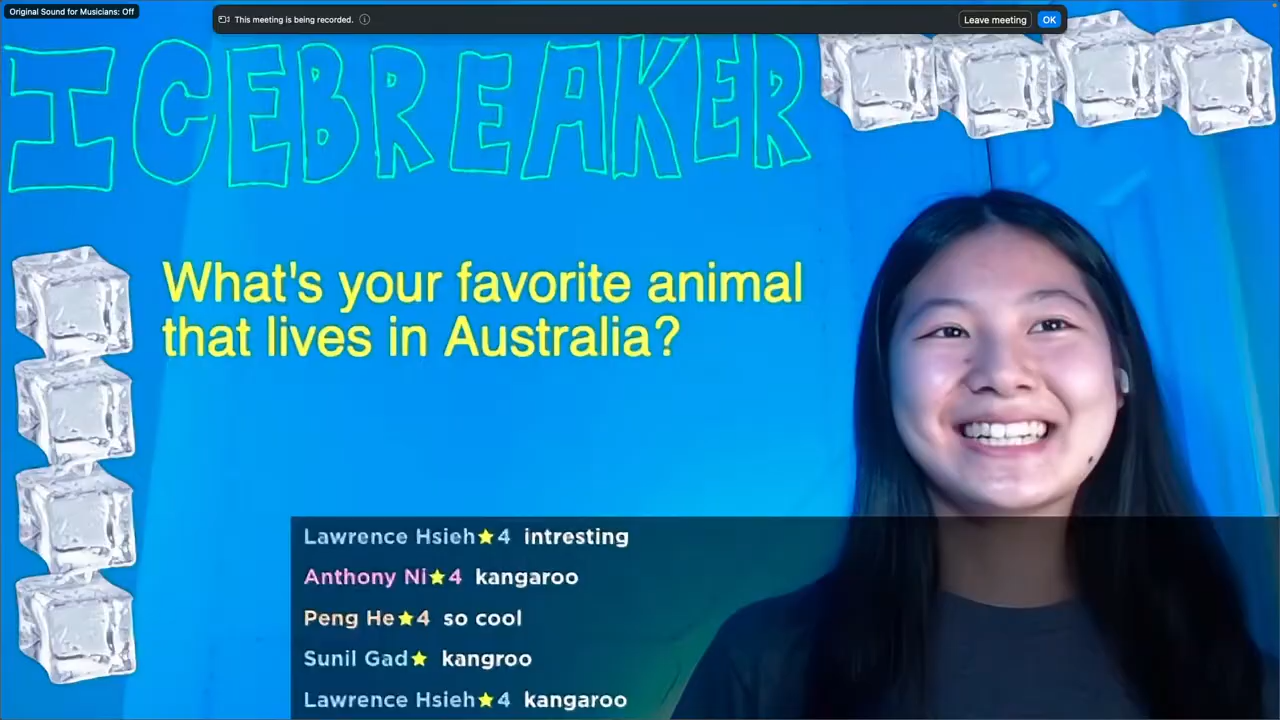 Original Sound for Musicians: Off
This meeting is being recorded.
Leave meeting
OK
ICEBREAKER
What's your favorite animal
that lives in Australia?
Lawrence Hsieh⭐4 intresting
Anthony Ni⭐4 kangaroo
Peng He⭐4 so cool
Sunil Gad⭐ kangroo
Lawrence Hsieh⭐4 kangaroo